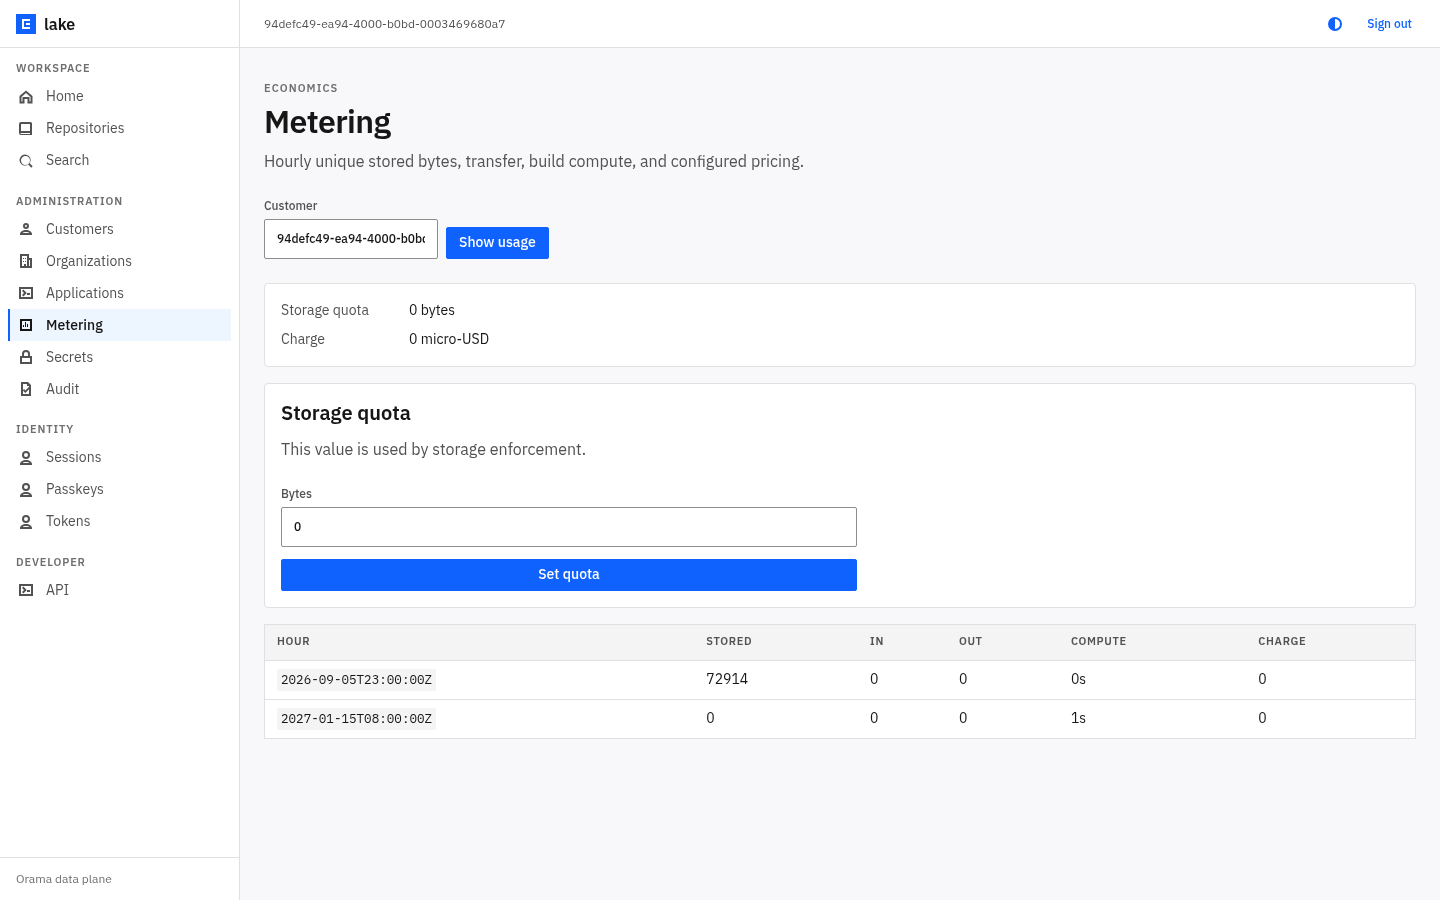 lake
94defc49-ea94-4000-b0bd-0003469680a7
Sign out
WORKSPACE
Home
Repositories
Search
ADMINISTRATION
Customers
Organizations
Applications
Metering
Secrets
Audit
IDENTITY
Sessions
Passkeys
Tokens
DEVELOPER
API
Orama data plane
ECONOMICS
Metering
Hourly unique stored bytes, transfer, build compute, and configured pricing.
Customer
94defc49-ea94-4000-b0b
Show usage
Storage quota 0 bytes
Charge 0 micro-USD
Storage quota
This value is used by storage enforcement.
Bytes
0
Set quota
HOUR STORED IN OUT COMPUTE CHARGE
2026-09-05T23:00:00Z 72914 0 0 0s 0
2027-01-15T08:00:00Z 0 0 0 1s 0